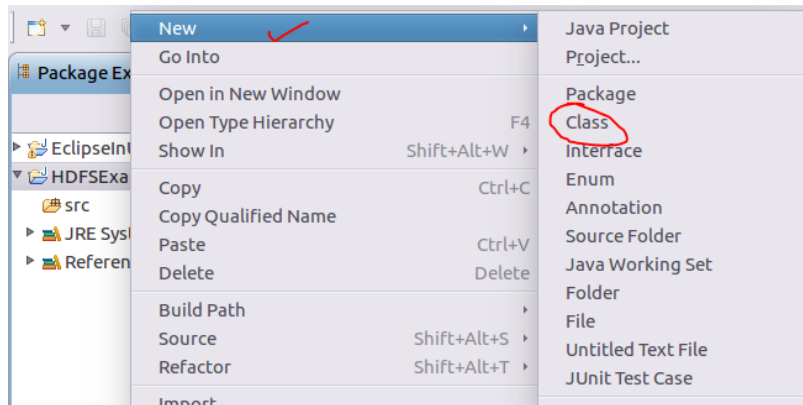 Package Ex
EclipseInt
HDFSExa
src
JRE Syst
Referen
New
Go Into
Open in New Window
Open Type Hierarchy F4
Show In Shift+Alt+W
Copy Ctrl+C
Copy Qualified Name
Paste Ctrl+V
Delete Delete
Build Path
Source Shift+Alt+S
Refactor Shift+Alt+T
Import
Java Project
Project...
Package
Class
Interface
Enum
Annotation
Source Folder
Java Working Set
Folder
File
Untitled Text File
JUnit Test Case